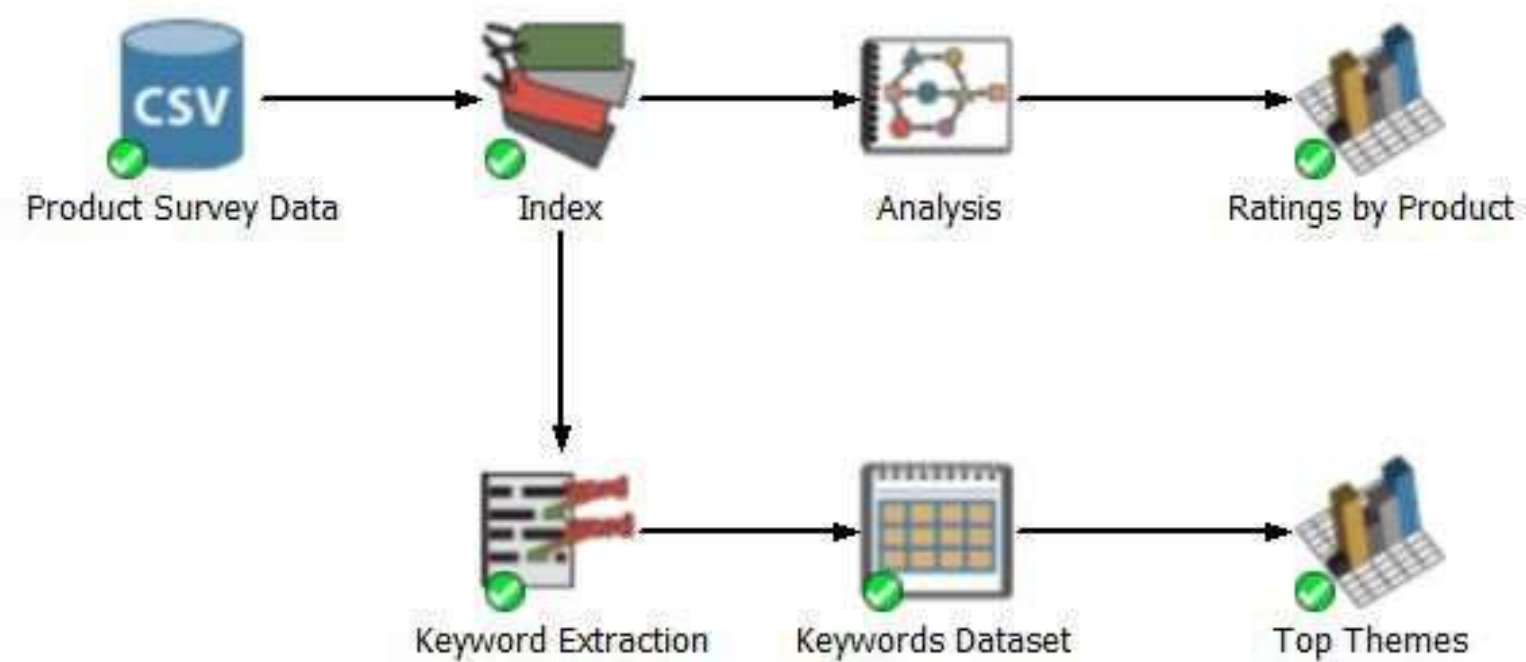 CSV
Product Survey Data
Index
Analysis
Ratings by Product
Keyword Extraction
Keywords Dataset
Top Themes